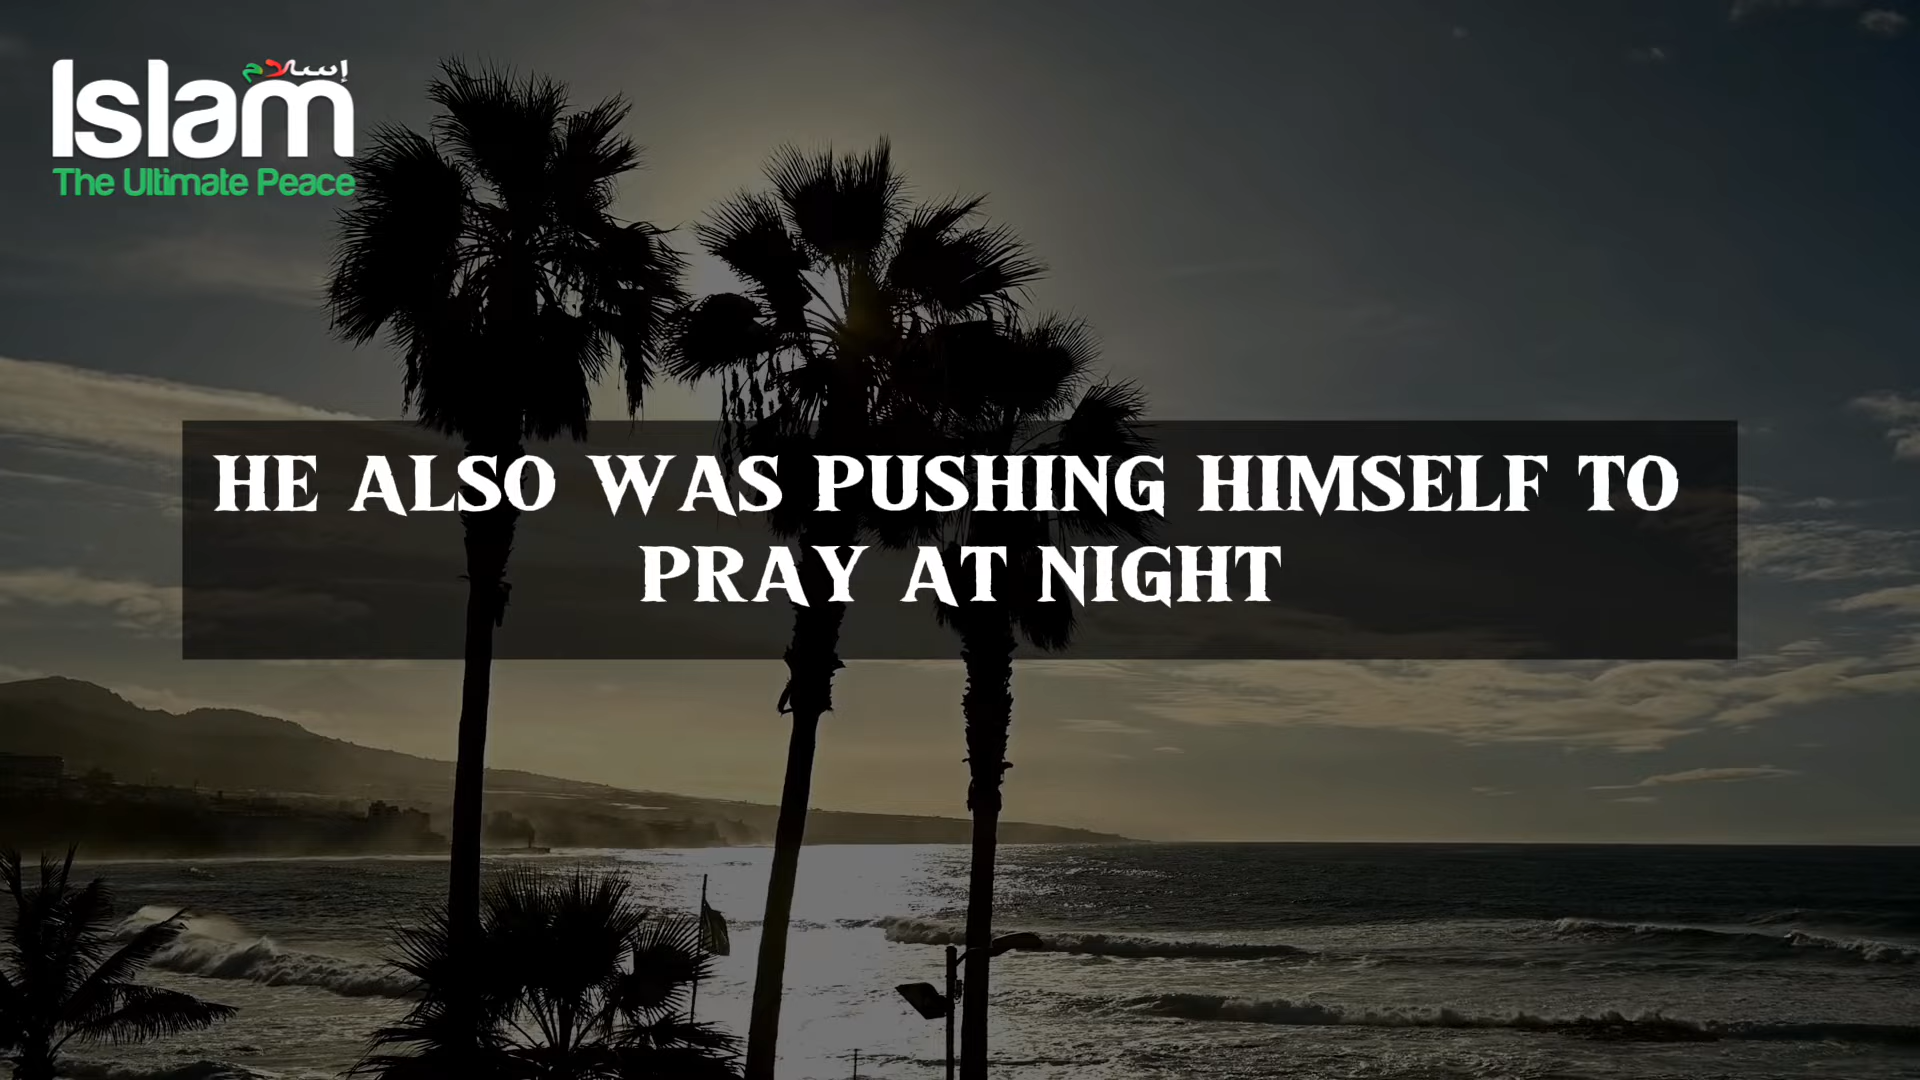 إسلام
Islam
The Ultimate Peace
HE ALSO WAS PUSHING HIMSELF TO
PRAY AT NIGHT